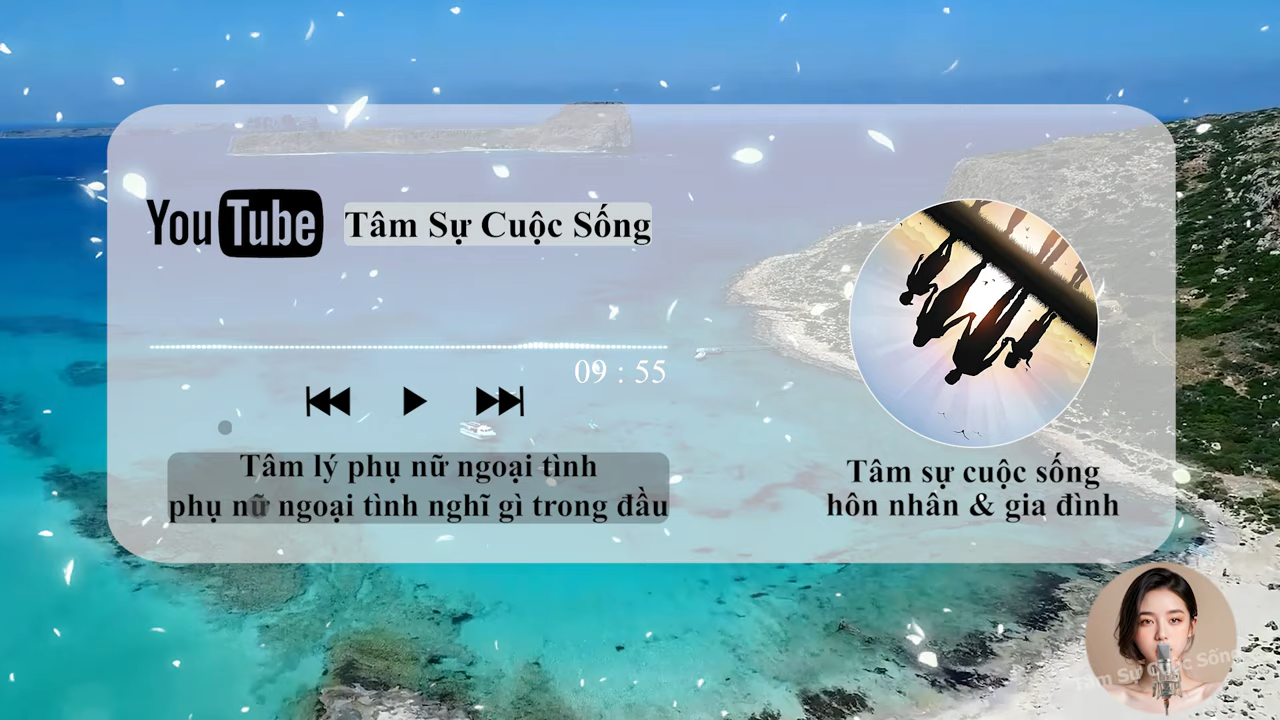 YouTube
Tâm Sự Cuộc Sống
09 : 55
Tâm lý phụ nữ ngoại tình
phụ nữ ngoại tình nghĩ gì trong đầu
Tâm sự cuộc sống
hôn nhân & gia đình
Tâm Sự Cuộc Sống